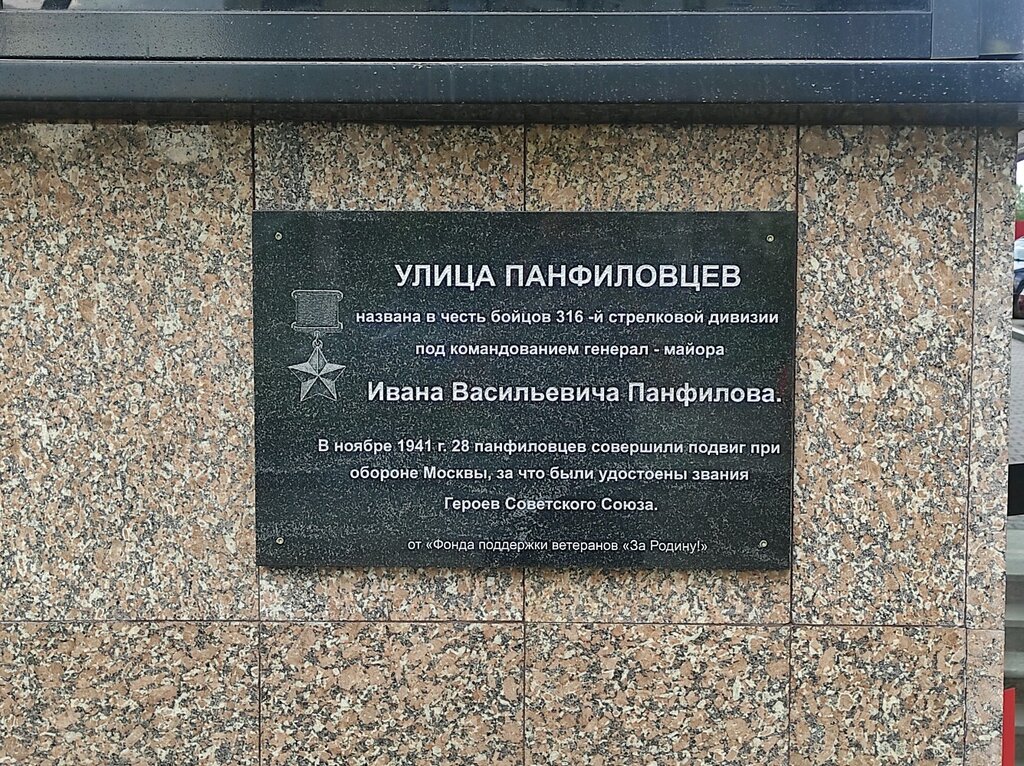 УЛИЦА ПАНФИЛОВЦЕВ
названа в честь бойцов 316 -й стрелковой дивизии
под командованием генерал - майора
Ивана Васильевича Панфилова.
В ноябре 1941 г. 28 панфиловцев совершили подвиг при
обороне Москвы, за что были удостоены звания
Героев Советского Союза.
от «Фонда поддержки ветеранов «За Родину!»